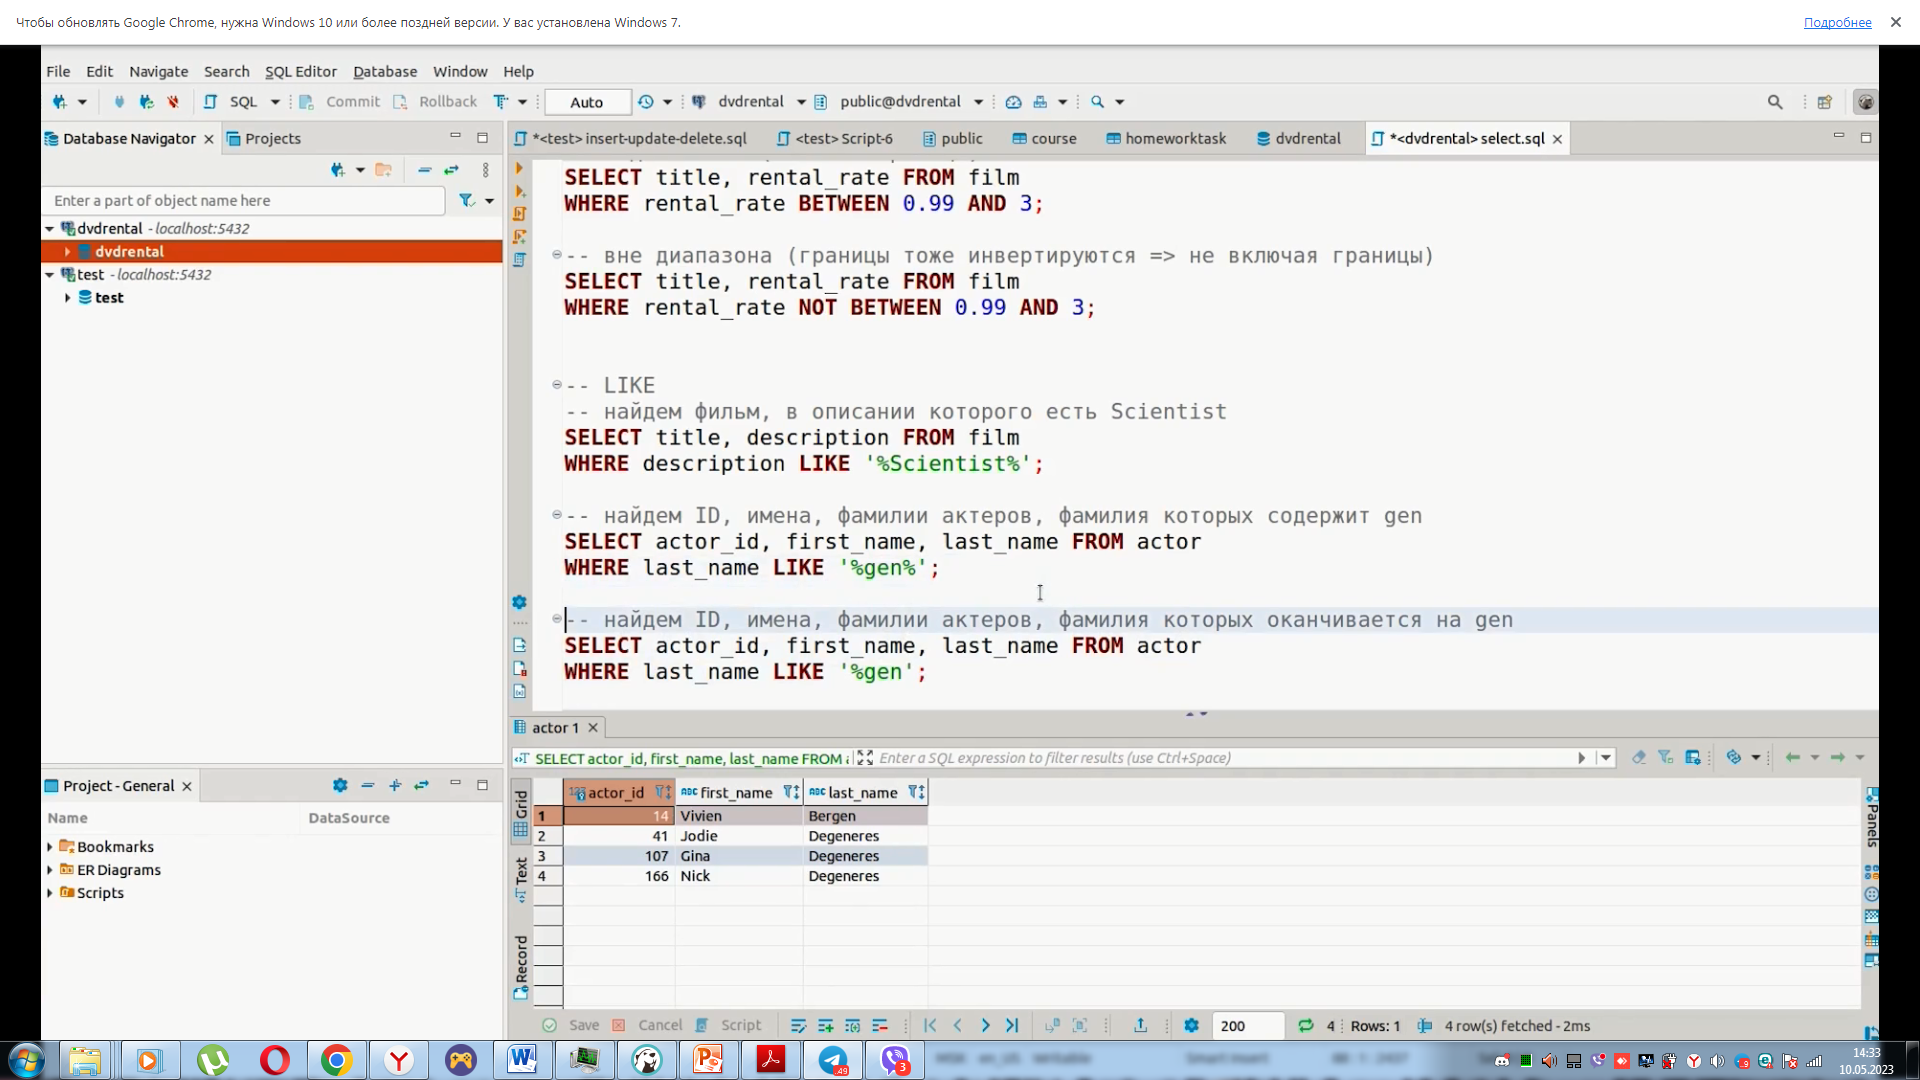 Чтобы обновлять Google Chrome, нужна Windows 10 или более поздней версии. У вас установлена Windows 7.
Подробнее
File Edit Navigate Search SQL Editor Database Window Help
SQL Commit Rollback Auto dvdrental public@dvdrental
Database Navigator Projects
*<test> insert-update-delete.sql <test> Script-6 public course homeworktask dvdrental *<dvdrental> select.sql
Enter a part of object name here
dvdrental - localhost:5432
dvdrental
test - localhost:5432
test
SELECT title, rental_rate FROM film
WHERE rental_rate BETWEEN 0.99 AND 3;
-- вне диапазона (границы тоже инвертируются => не включая границы)
SELECT title, rental_rate FROM film
WHERE rental_rate NOT BETWEEN 0.99 AND 3;
-- LIKE
-- найдем фильм, в описании которого есть Scientist
SELECT title, description FROM film
WHERE description LIKE '%Scientist%';
-- найдем ID, имена, фамилии актеров, фамилия которых содержит gen
SELECT actor_id, first_name, last_name FROM actor
WHERE last_name LIKE '%gen%';
-- найдем ID, имена, фамилии актеров, фамилия которых оканчивается на gen
SELECT actor_id, first_name, last_name FROM actor
WHERE last_name LIKE '%gen';
Project - General
Name DataSource
Bookmarks
ER Diagrams
Scripts
actor 1
SELECT actor_id, first_name, last_name FROM Enter a SQL expression to filter results (use Ctrl+Space)
Grid
Text
Record
Panels
actor_id first_name last_name
1 14 Vivien Bergen
2 41 Jodie Degeneres
3 107 Gina Degeneres
4 166 Nick Degeneres
Save Cancel Script 200 4 Rows: 1 4 row(s) fetched - 2ms
49
3
14:33
10.05.2023